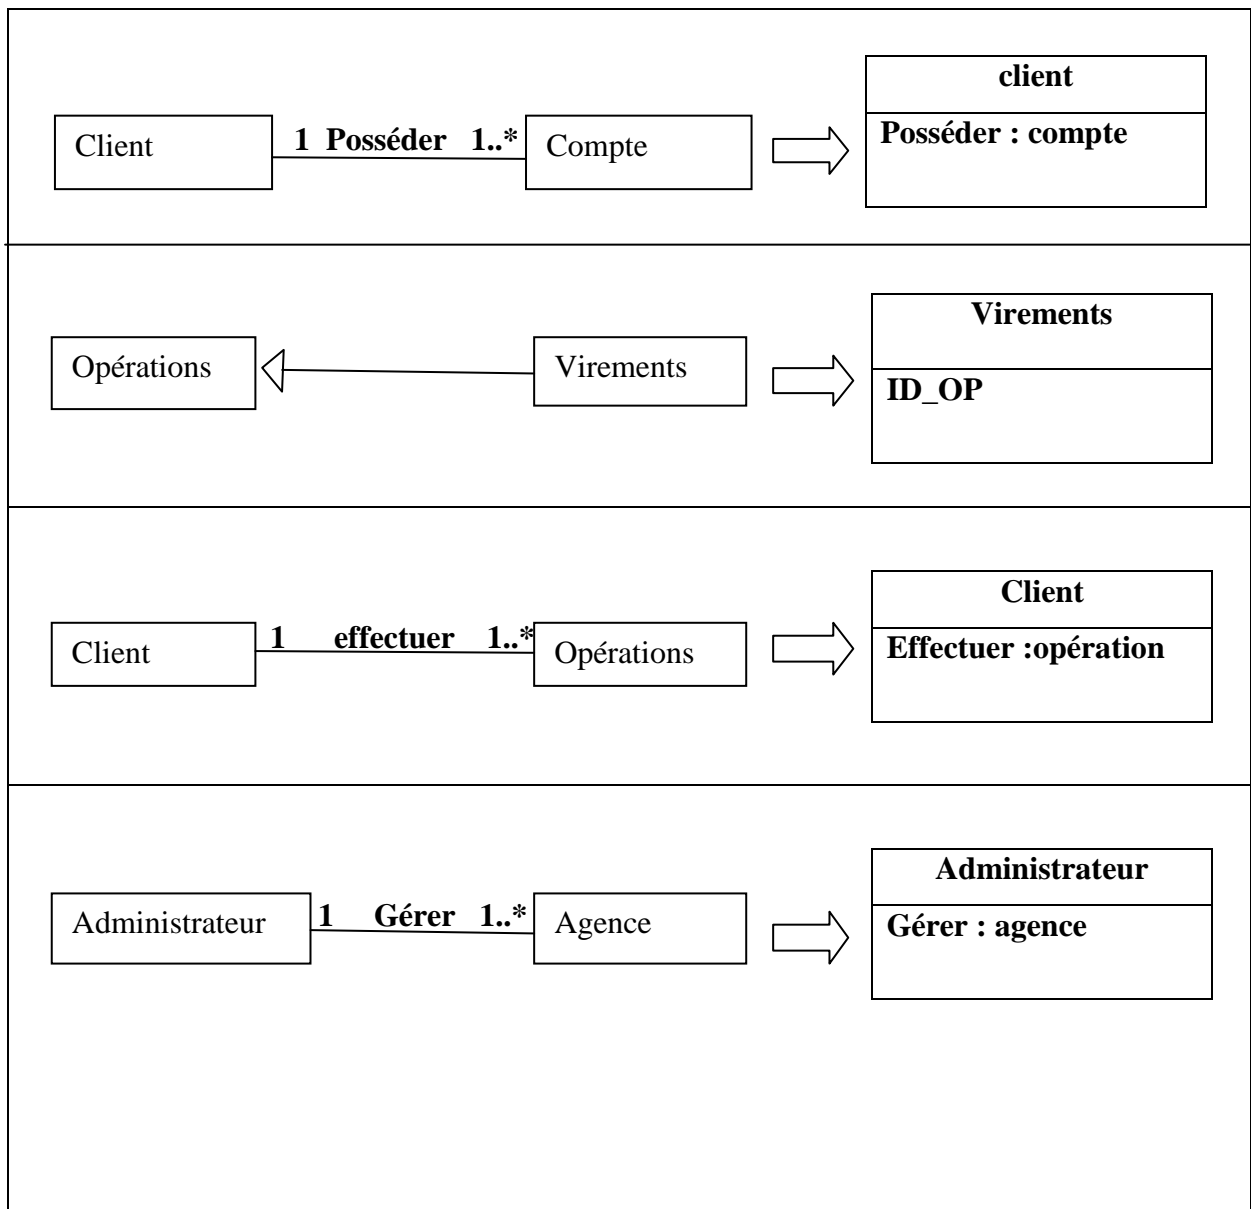 client
Client
1 Posséder 1..*
Compte
Posséder : compte
Virements
Opérations
Virements
ID_OP
Client
Client
1 effectuer 1..*
Opérations
Effectuer :opération
Administrateur
Administrateur
1 Gérer 1..*
Agence
Gérer : agence